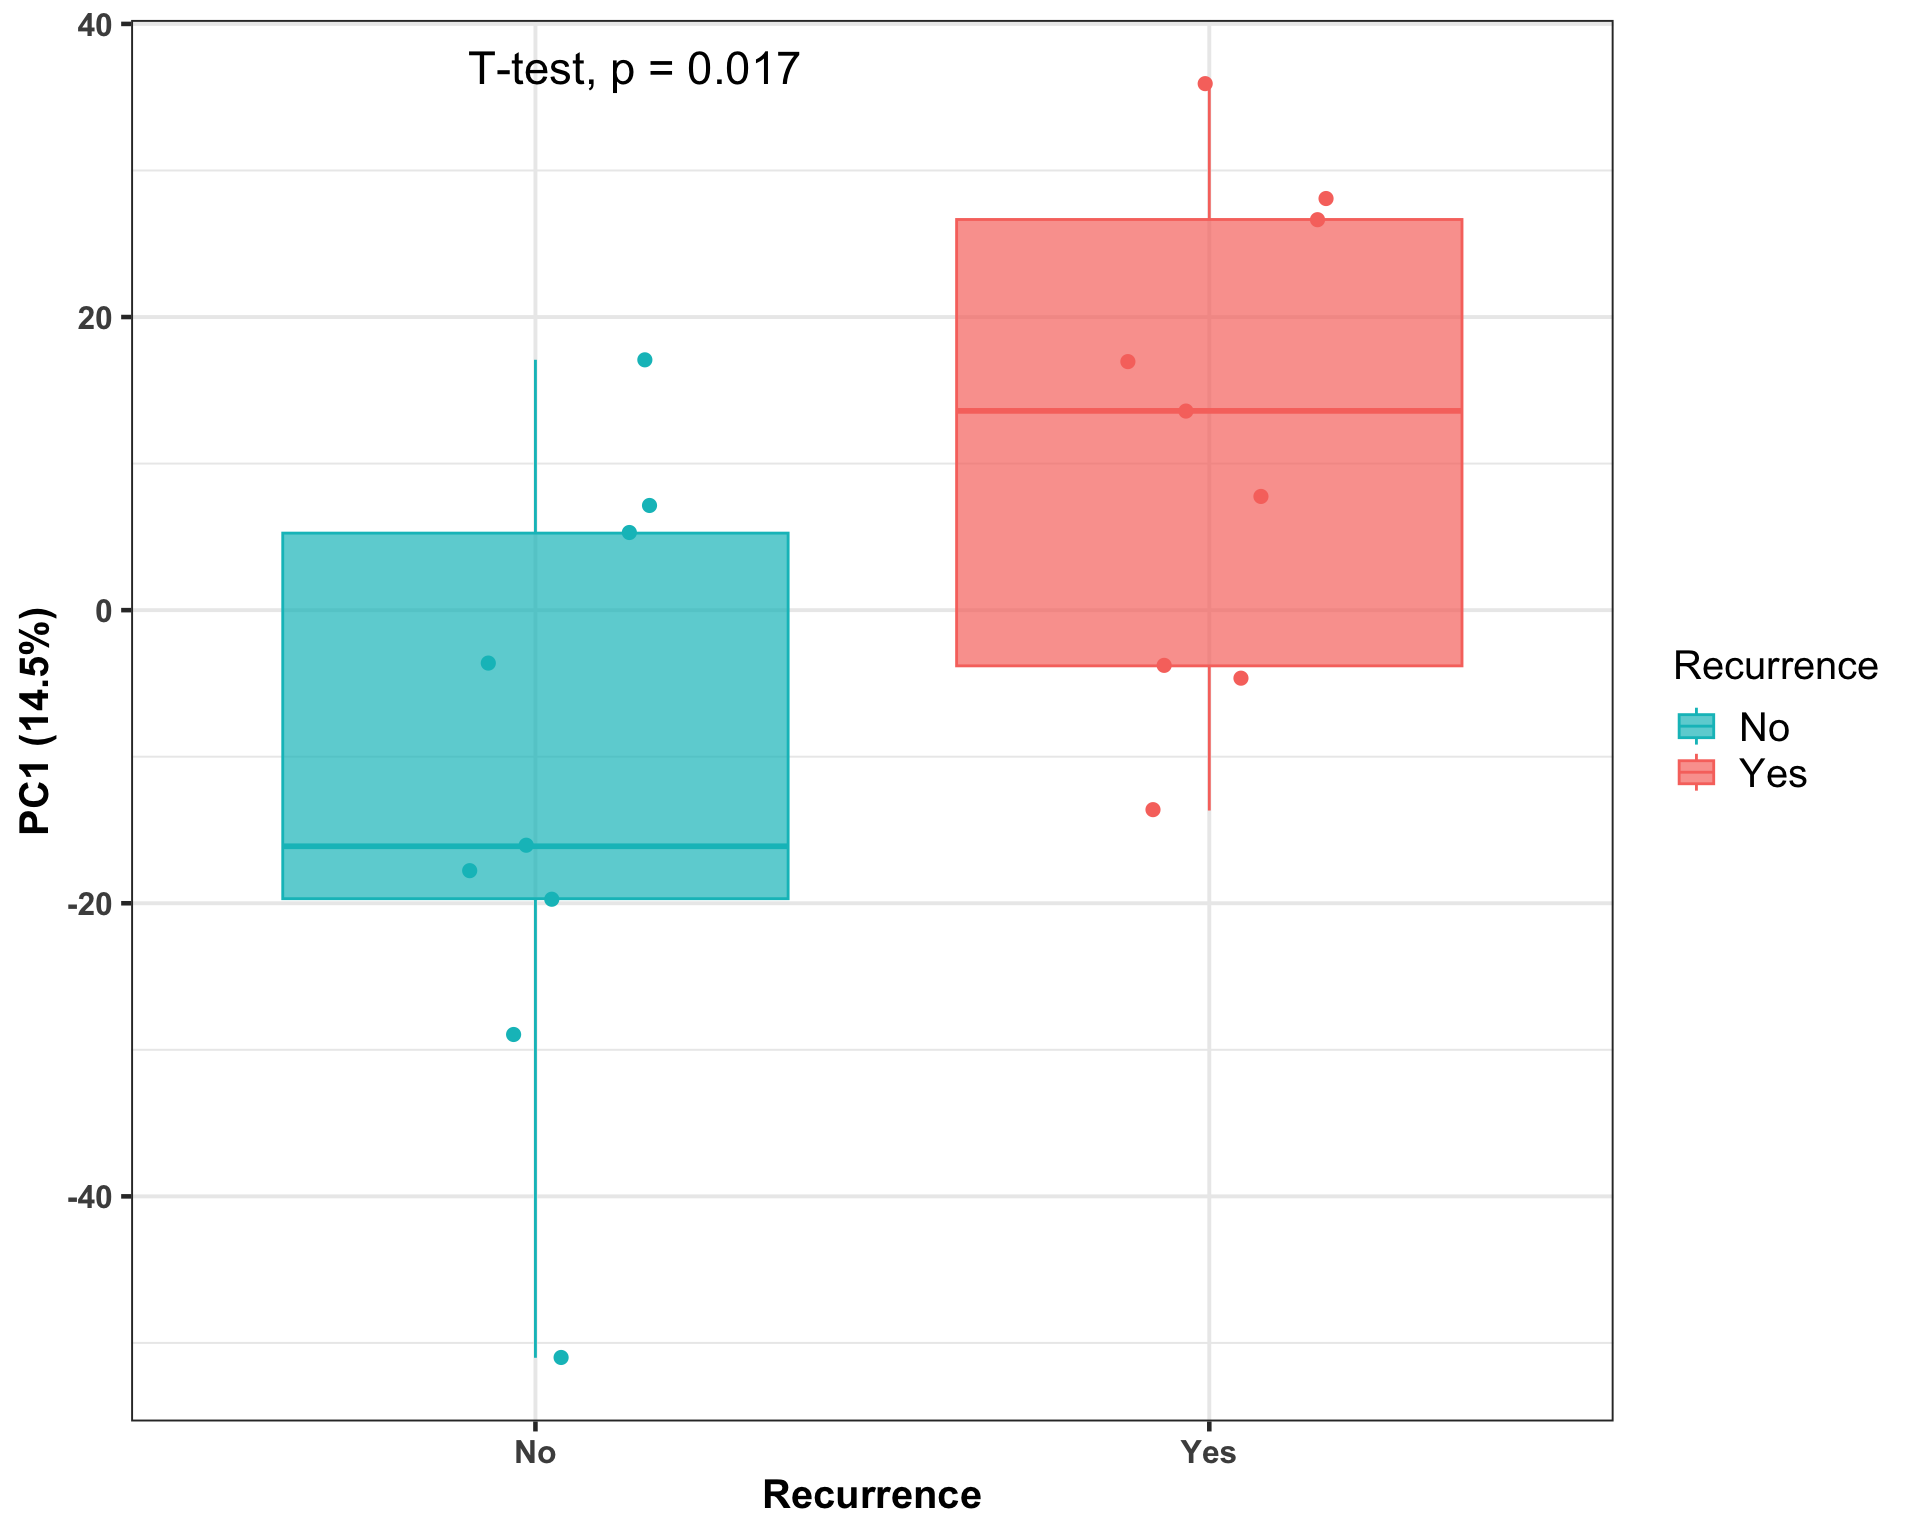 T-test, p = 0.017
40
20
0
-20
-40
PC1 (14.5%)
No
Yes
Recurrence
Recurrence
No
Yes